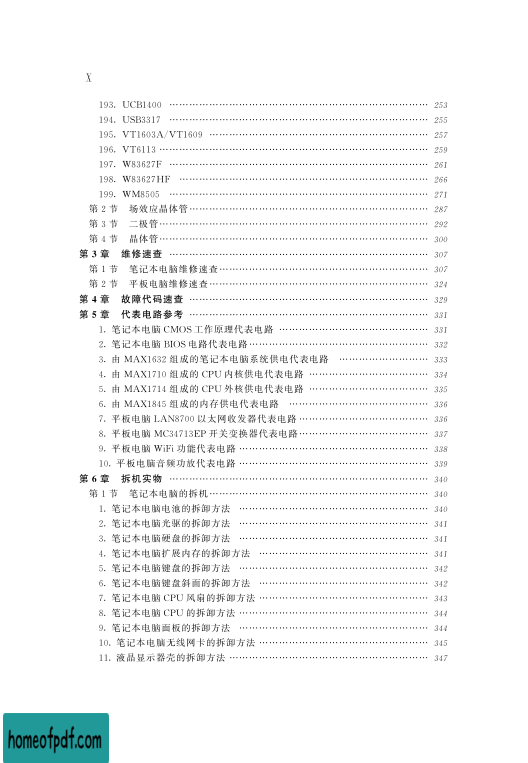 X
193. UCB1400 …… 253
194. USB3317 …… 255
195. VT1603A/VT1609 …… 257
196. VT6113 …… 259
197. W83627F …… 261
198. W83627HF …… 266
199. WM8505 …… 271
第 2 节 场效应晶体管 …… 287
第 3 节 二极管 …… 292
第 4 节 晶体管 …… 300
第 3 章 维修速查 …… 307
第 1 节 笔记本电脑维修速查 …… 307
第 2 节 平板电脑维修速查 …… 324
第 4 章 故障代码速查 …… 329
第 5 章 代表电路参考 …… 331
1. 笔记本电脑 CMOS 工作原理代表电路 …… 331
2. 笔记本电脑 BIOS 电路代表电路 …… 332
3. 由 MAX1632 组成的笔记本电脑系统供电代表电路 …… 333
4. 由 MAX1710 组成的 CPU 内核供电代表电路 …… 334
5. 由 MAX1714 组成的 CPU 外核供电代表电路 …… 335
6. 由 MAX1845 组成的内存供电代表电路 …… 336
7. 平板电脑 LAN8700 以太网收发器代表电路 …… 336
8. 平板电脑 MC34713EP 开关变换器代表电路 …… 337
9. 平板电脑 WiFi 功能代表电路 …… 338
10. 平板电脑音频功放代表电路 …… 339
第 6 章 拆机实物 …… 340
第 1 节 笔记本电脑的拆机 …… 340
1. 笔记本电脑电池的拆卸方法 …… 340
2. 笔记本电脑光驱的拆卸方法 …… 341
3. 笔记本电脑硬盘的拆卸方法 …… 341
4. 笔记本电脑扩展内存的拆卸方法 …… 341
5. 笔记本电脑键盘的拆卸方法 …… 342
6. 笔记本电脑键盘斜面的拆卸方法 …… 342
7. 笔记本电脑 CPU 风扇的拆卸方法 …… 343
8. 笔记本电脑 CPU 的拆卸方法 …… 344
9. 笔记本电脑面板的拆卸方法 …… 344
10. 笔记本电脑无线网卡的拆卸方法 …… 345
11. 液晶显示器壳的拆卸方法 …… 347
homeofpdf.com